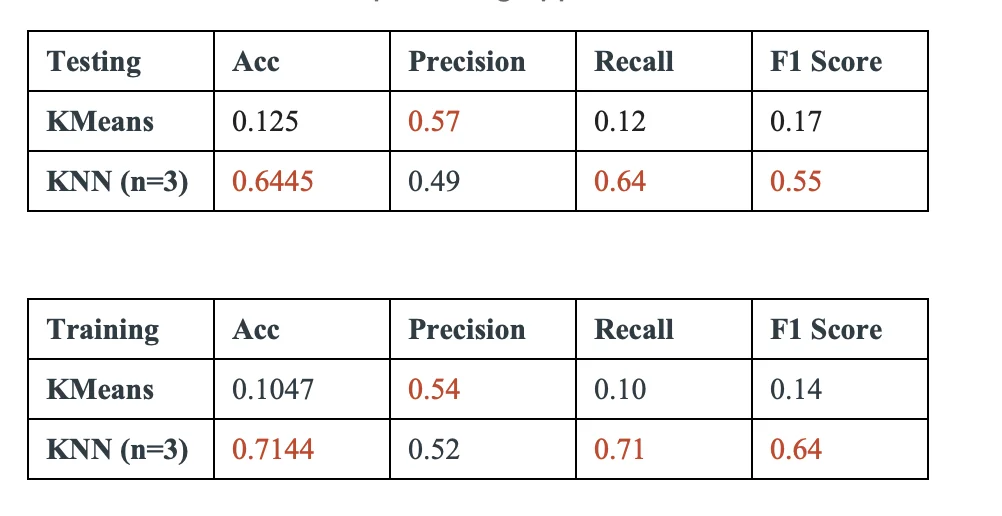 Testing Acc Precision Recall F1 Score
KMeans 0.125 0.57 0.12 0.17
KNN (n=3) 0.6445 0.49 0.64 0.55
Training Acc Precision Recall F1 Score
KMeans 0.1047 0.54 0.10 0.14
KNN (n=3) 0.7144 0.52 0.71 0.64